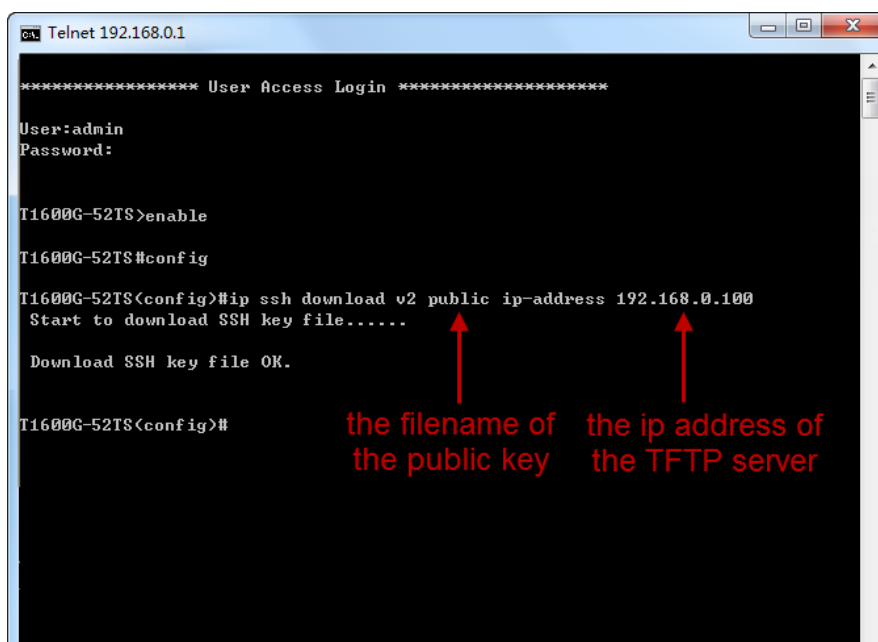 Telnet 192.168.0.1
***************** User Access Login ********************
User:admin
Password:
T1600G-52TS>enable
T1600G-52TS#config
T1600G-52TS(config)#ip ssh download v2 public ip-address 192.168.0.100
Start to download SSH key file......
Download SSH key file OK.
T1600G-52TS(config)#
the filename of
the public key
the ip address of
the TFTP server